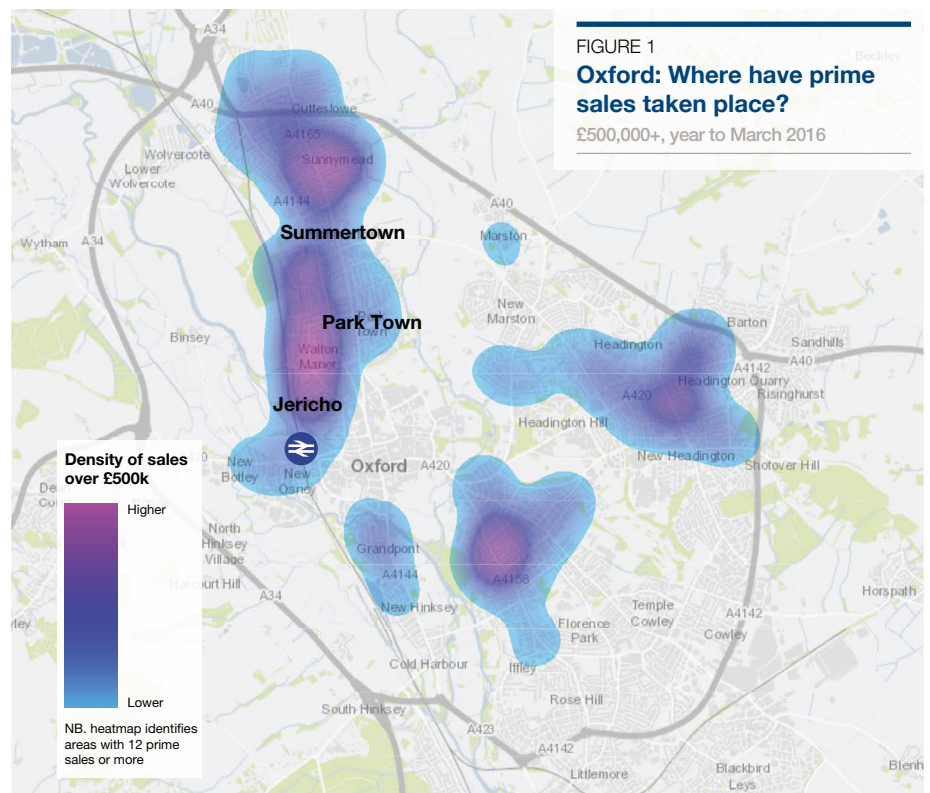 FIGURE 1
Oxford: Where have prime
sales taken place?
£500,000+, year to March 2016
Beckley
A34
A40
Cutteslowe
A4165
Wolvercote
Sunnymead
Lower
Wolvercote
A4144
A40
Summertown
Marston
Wytham
A34
New
Marston
Park Town
Park
Town
Barton
Binsey
Headington
Sandhills
Walton
Manor
A4142
A40
Headington Quarry
A420
Risinghurst
Jericho
Headington Hill
New Headington
Shotover Hill
Oxford
A420
New
Botley
New
Osney
Density of sales
over £500k
Higher
Lower
NB. heatmap identifies
areas with 12 prime
sales or more
North
Hinksey
Village
Grandpont
A4144
A4158
Harcourt Hill
A34
New Hinksey
Horspath
Temple
Cowley
A4142
Florence
Park
Cowley
Cold Harbour
Iffley
Rose Hill
South Hinksey
A423
A4142
Littlemore
Blackbird
Leys